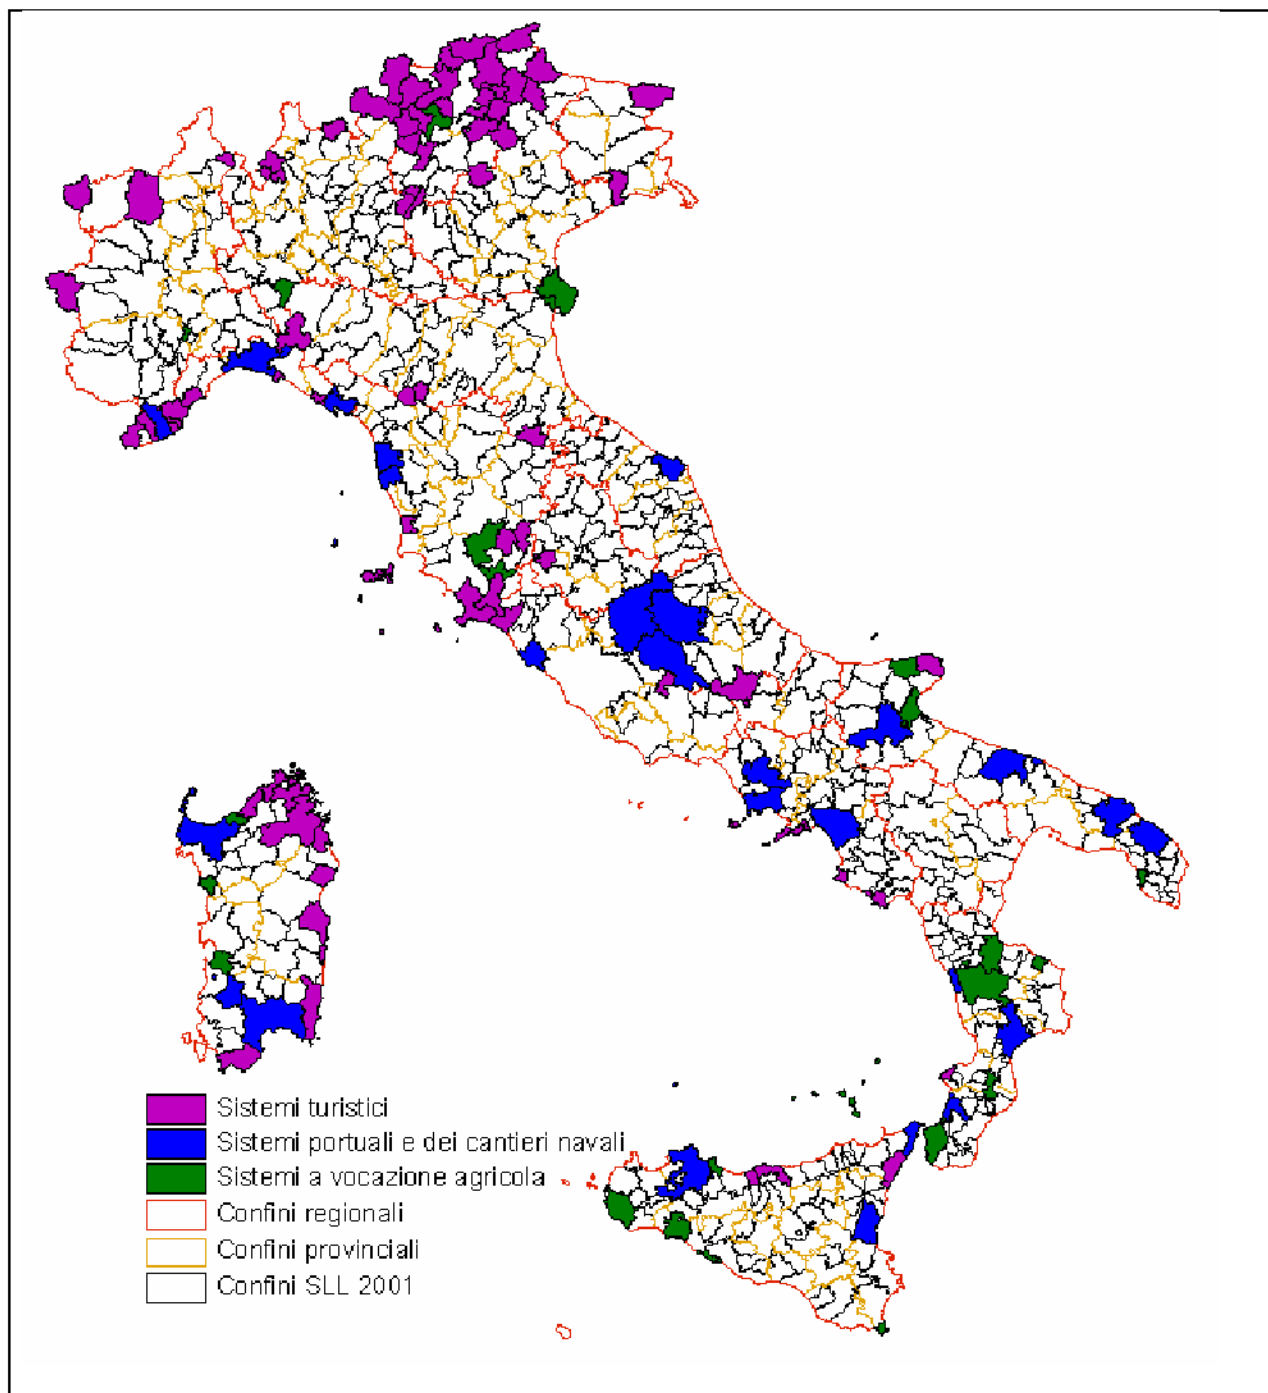 Sistemi turistici
Sistemi portuali e dei cantieri navali
Sistemi a vocazione agricola
Confini regionali
Confini provinciali
Confini SLL 2001